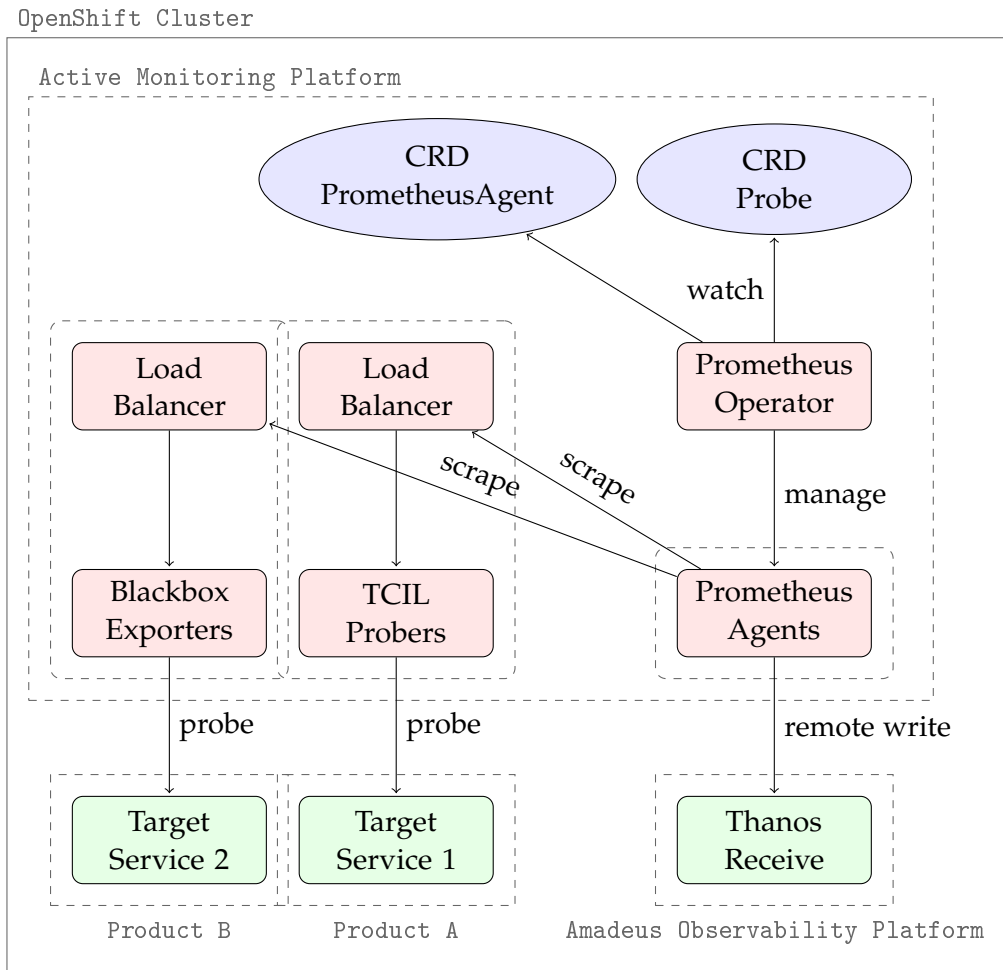 OpenShift Cluster
Active Monitoring Platform
CRD
PrometheusAgent
CRD
Probe
watch
Load
Balancer
Load
Balancer
Prometheus
Operator
scrape
scrape
manage
Blackbox
Exporters
TCIL
Probers
Prometheus
Agents
probe
probe
remote write
Target
Service 2
Target
Service 1
Thanos
Receive
Product B
Product A
Amadeus Observability Platform